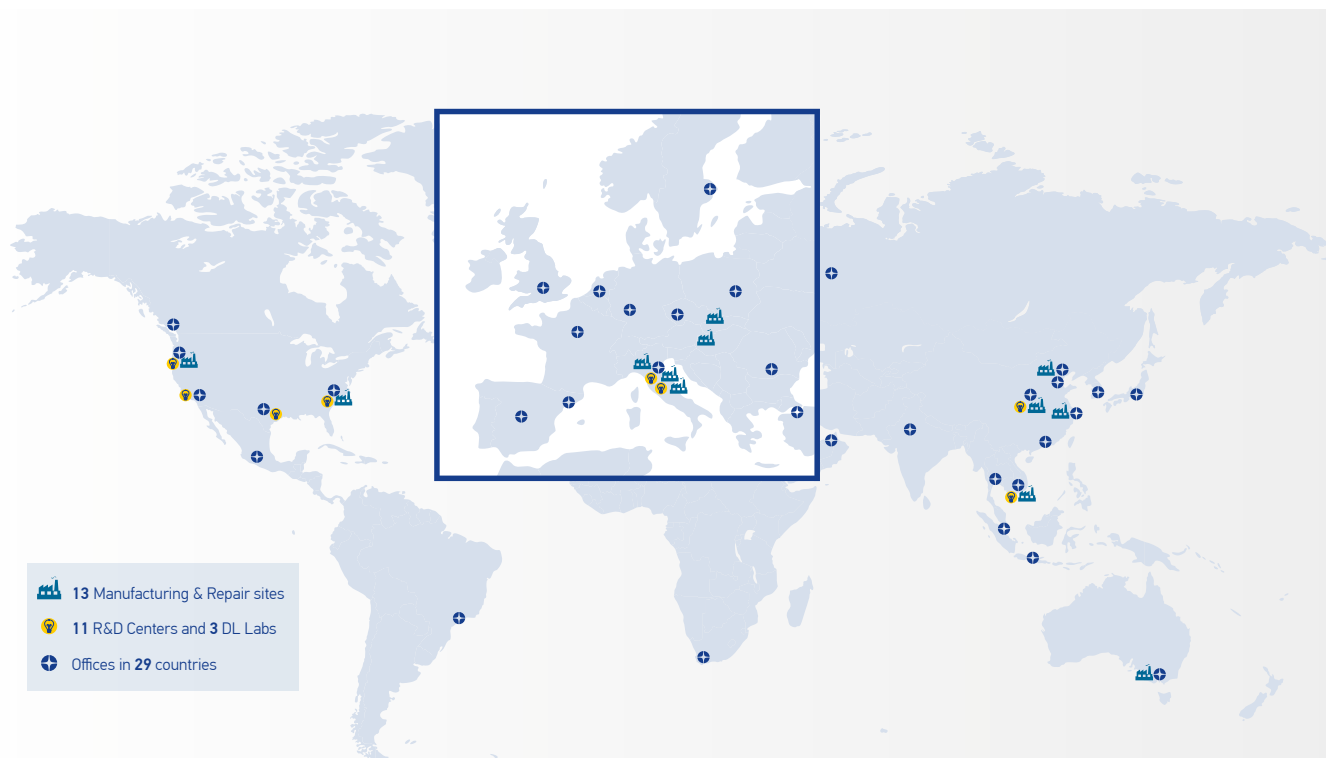 13 Manufacturing & Repair sites
11 R&D Centers and 3 DL Labs
Offices in 29 countries